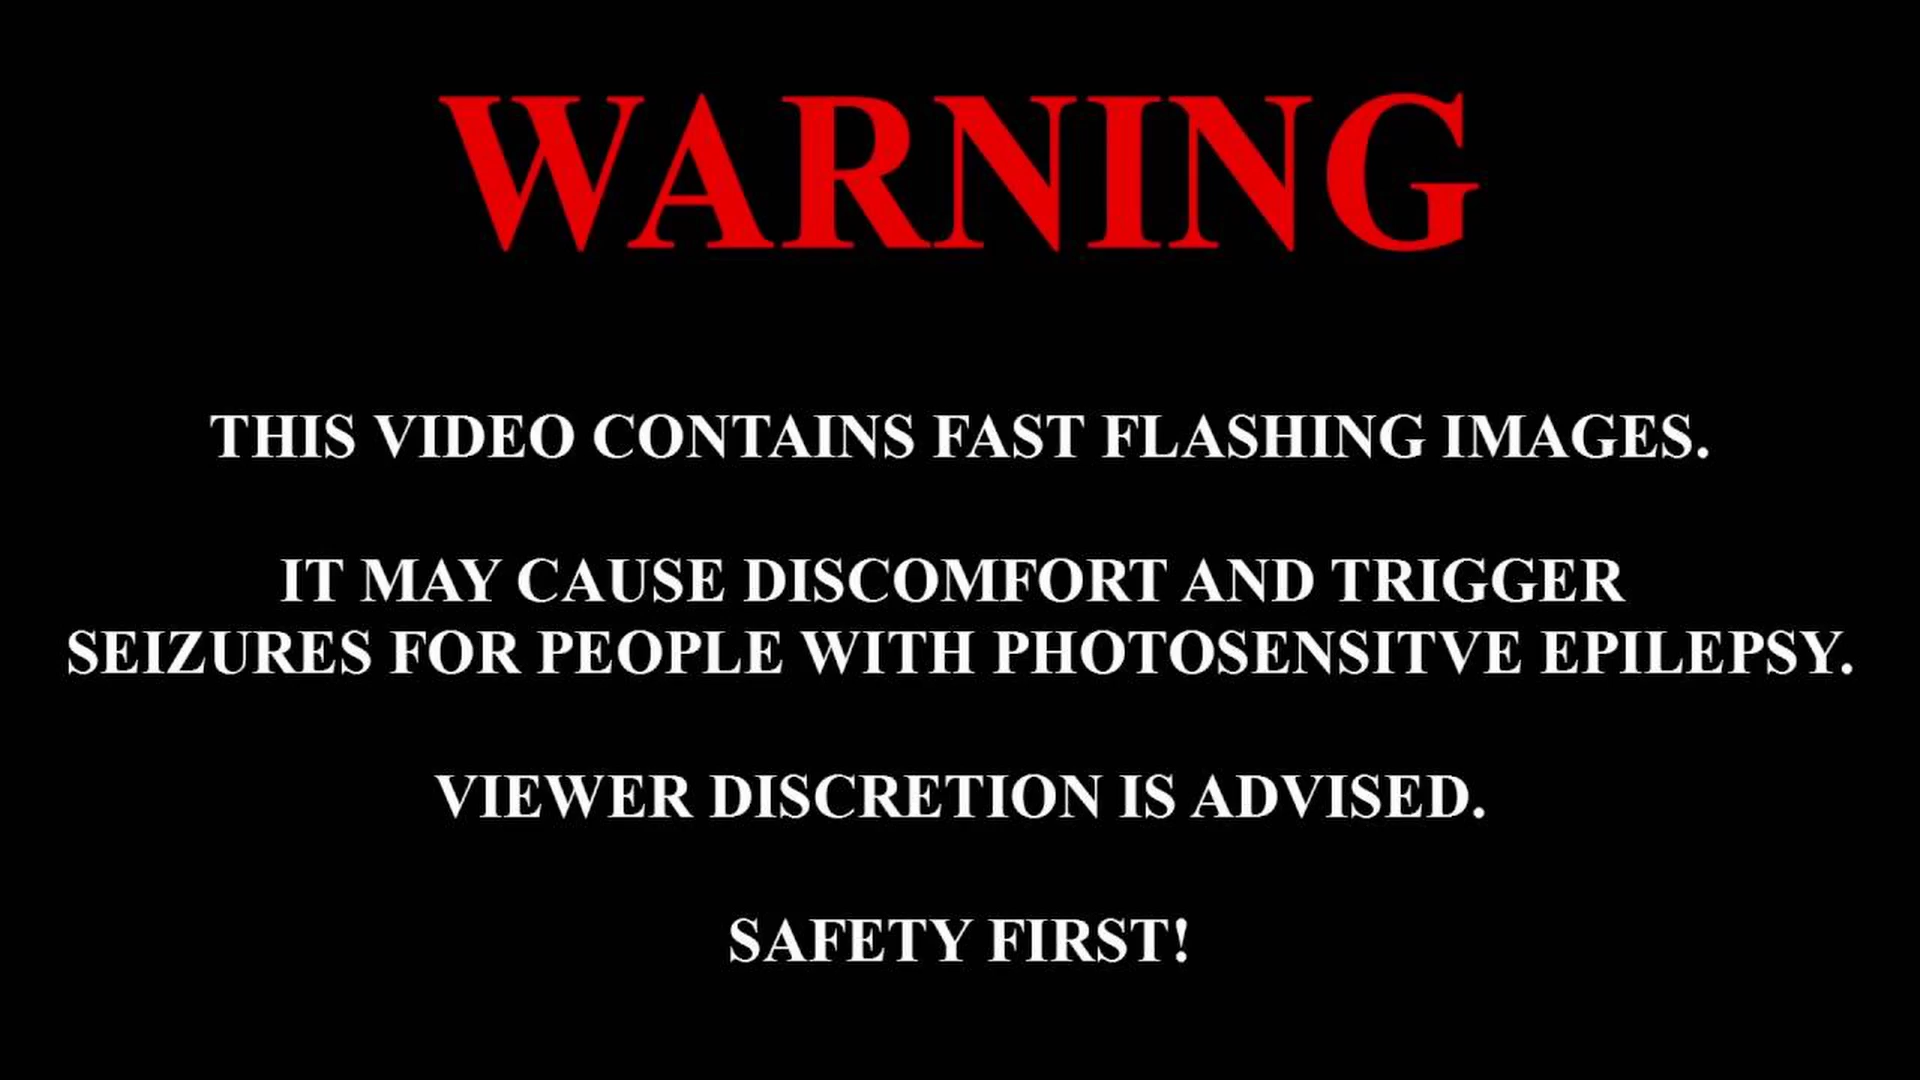 WARNING
THIS VIDEO CONTAINS FAST FLASHING IMAGES.
IT MAY CAUSE DISCOMFORT AND TRIGGER
SEIZURES FOR PEOPLE WITH PHOTOSENSITVE EPILEPSY.
VIEWER DISCRETION IS ADVISED.
SAFETY FIRST!